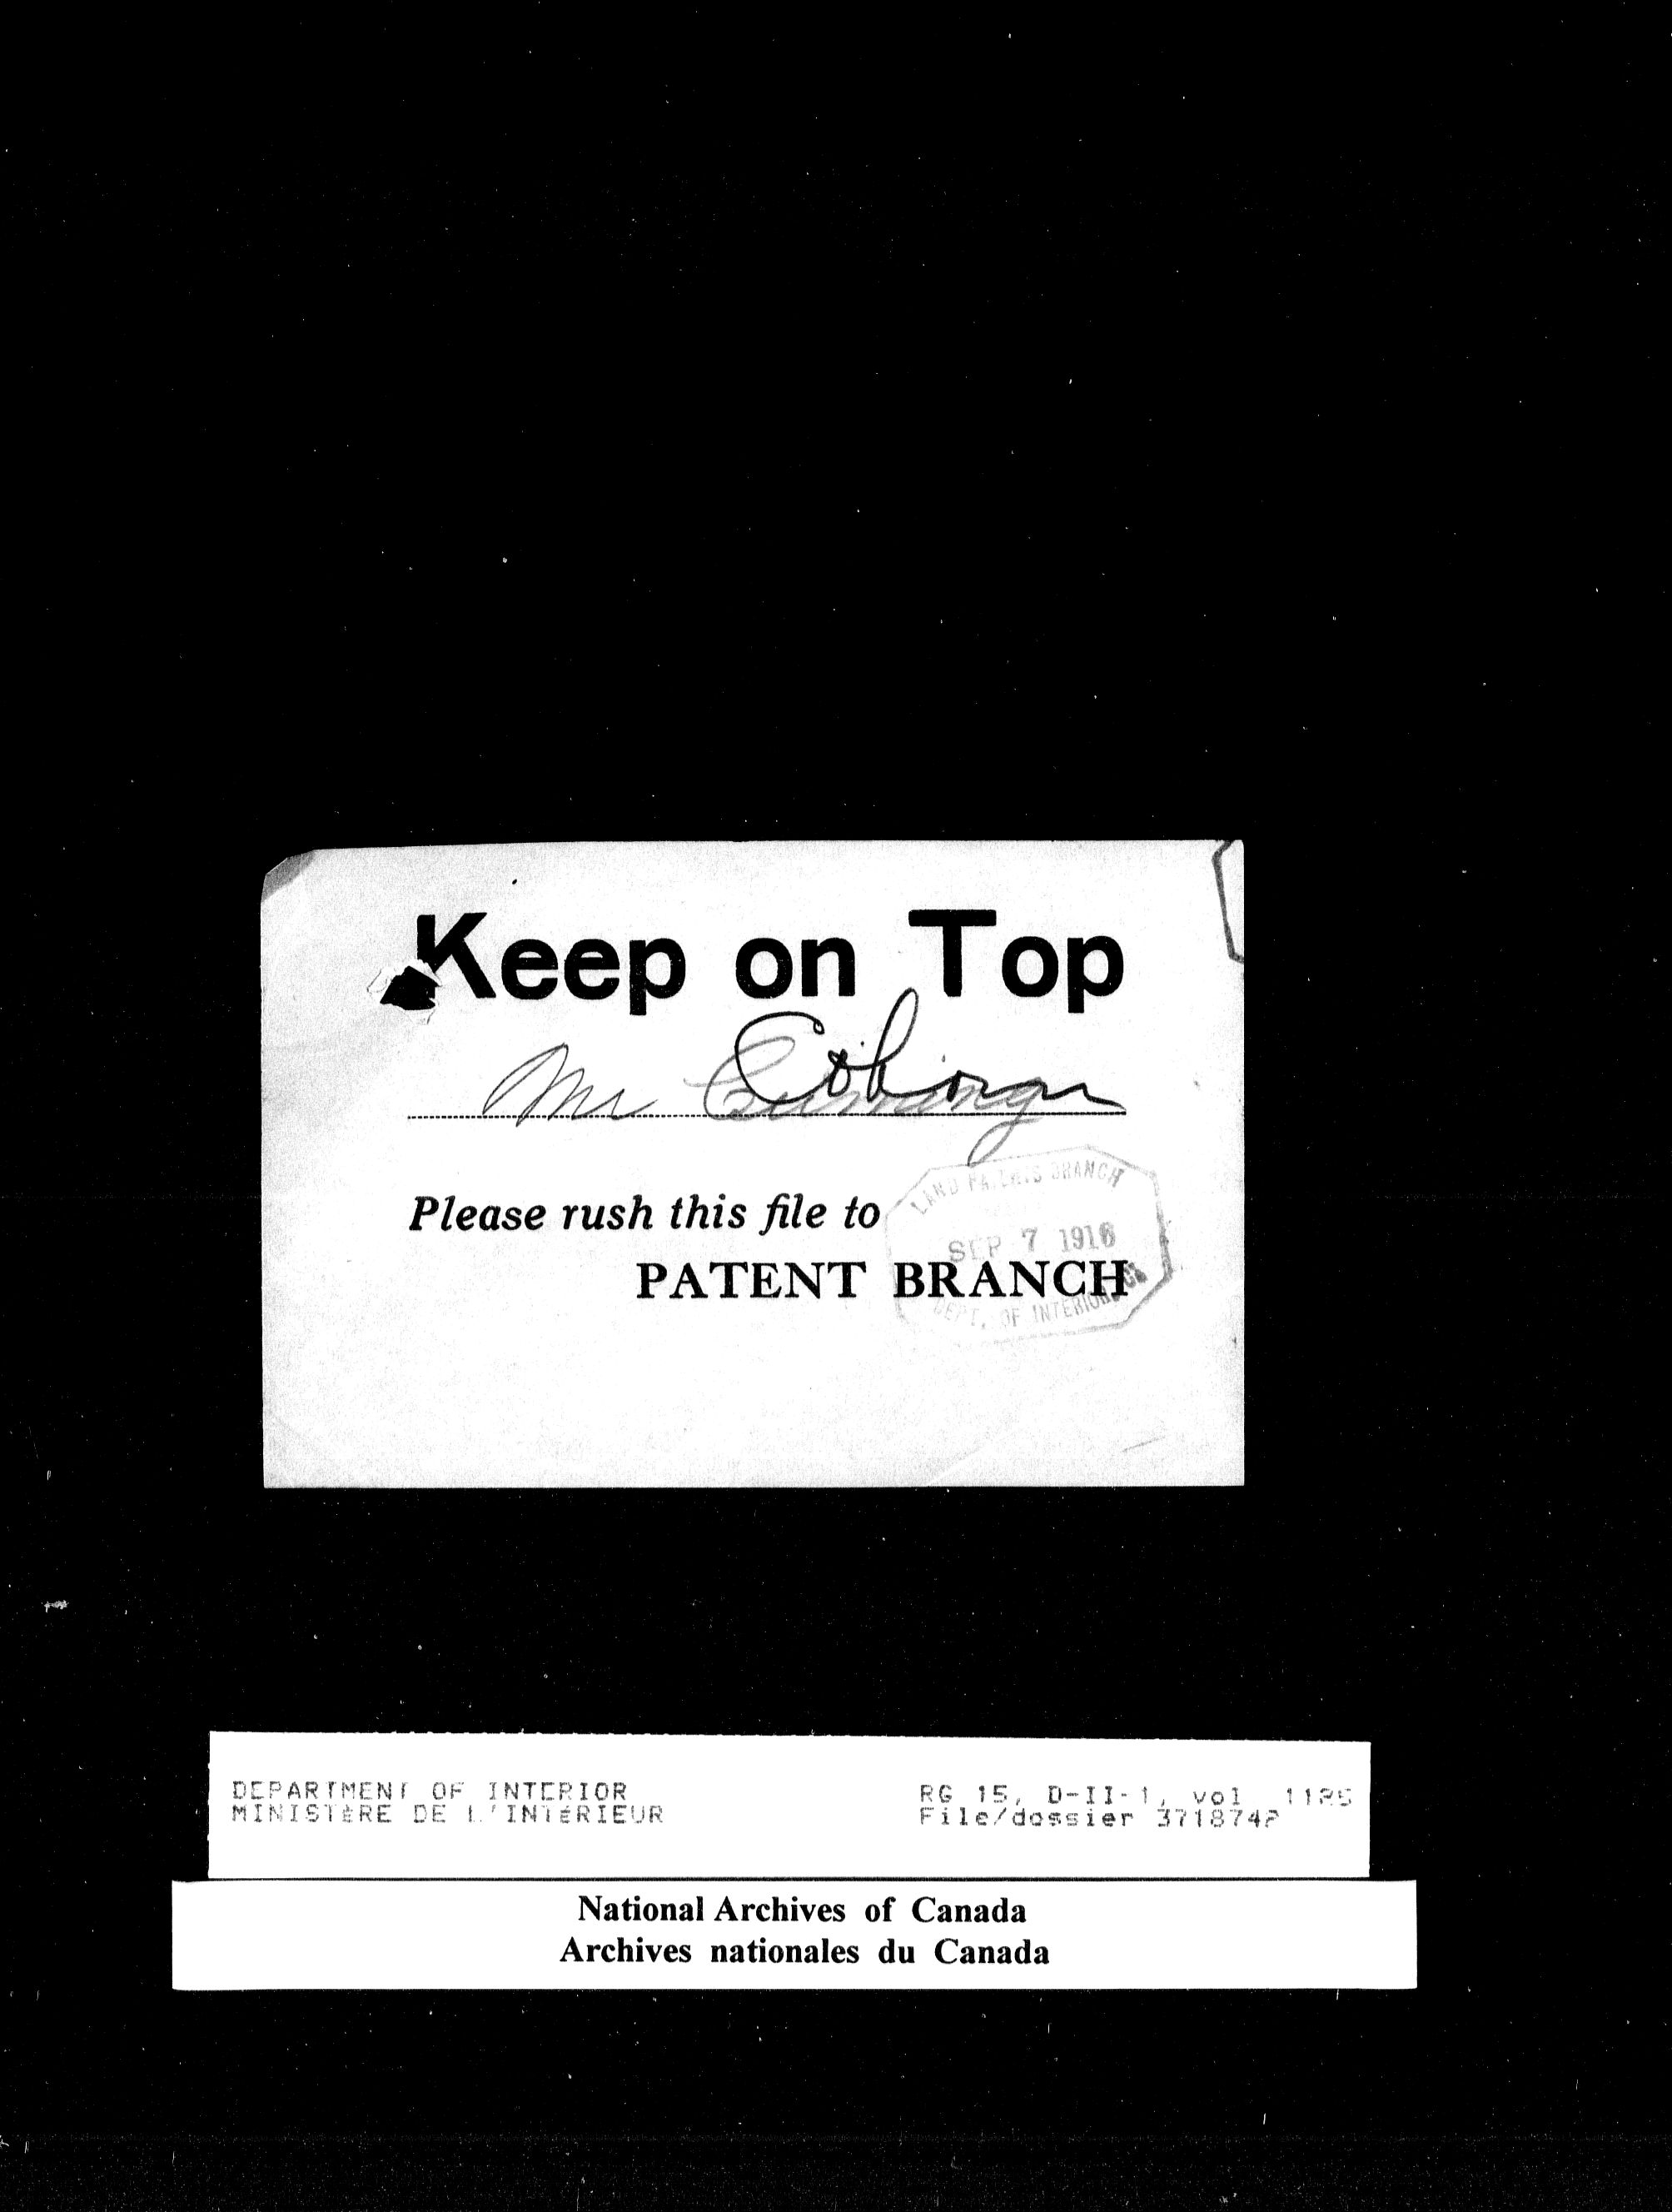 Keep on Top
Mr
Please rush this file to
PATENT BRANCH
LAND PATENTS BRANCH
SEP 7 1916
DEPT. OF INTERIOR
DEPARTMENT OF INTERIOR
MINISTÈRE DE L'INTÉRIEUR
RG 15, D-II-1, vol 1125
File/dossier 3718742
National Archives of Canada
Archives nationales du Canada